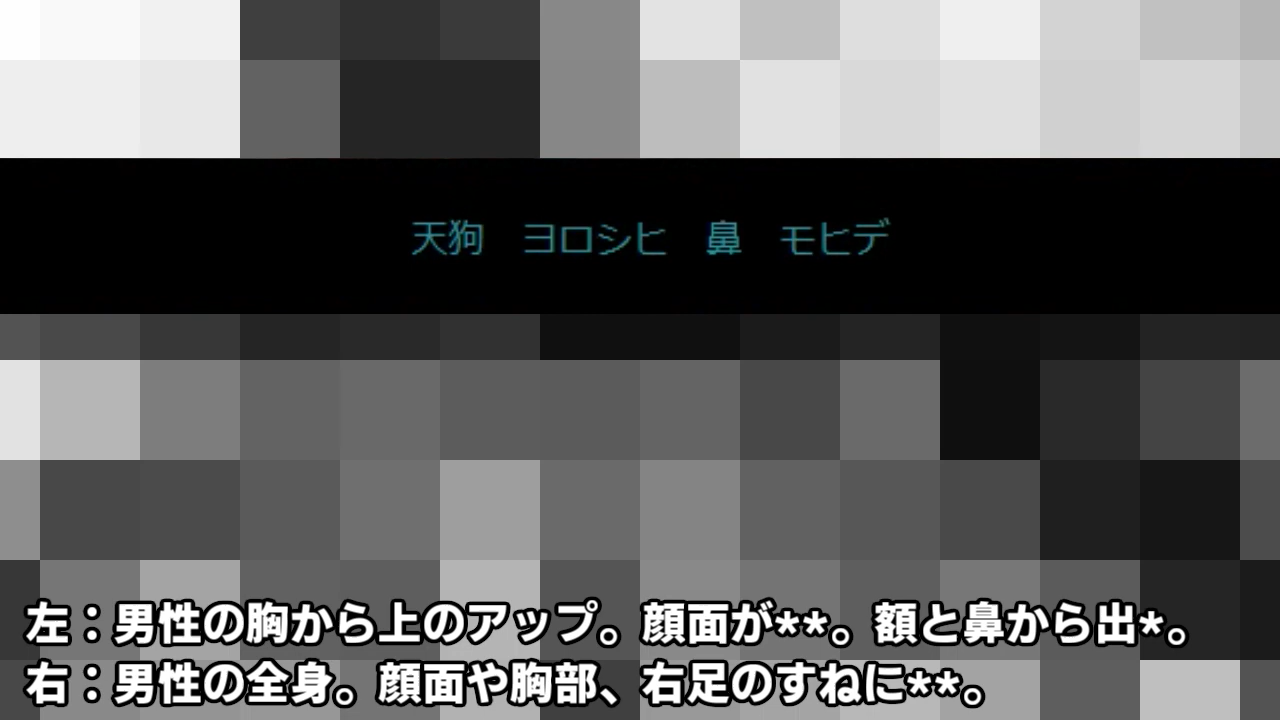 天狗　ヨロシヒ　鼻　モヒデ
左：男性の胸から上のアップ。顔面が**。額と鼻から出*。
右：男性の全身。顔面や胸部、右足のすねに**。